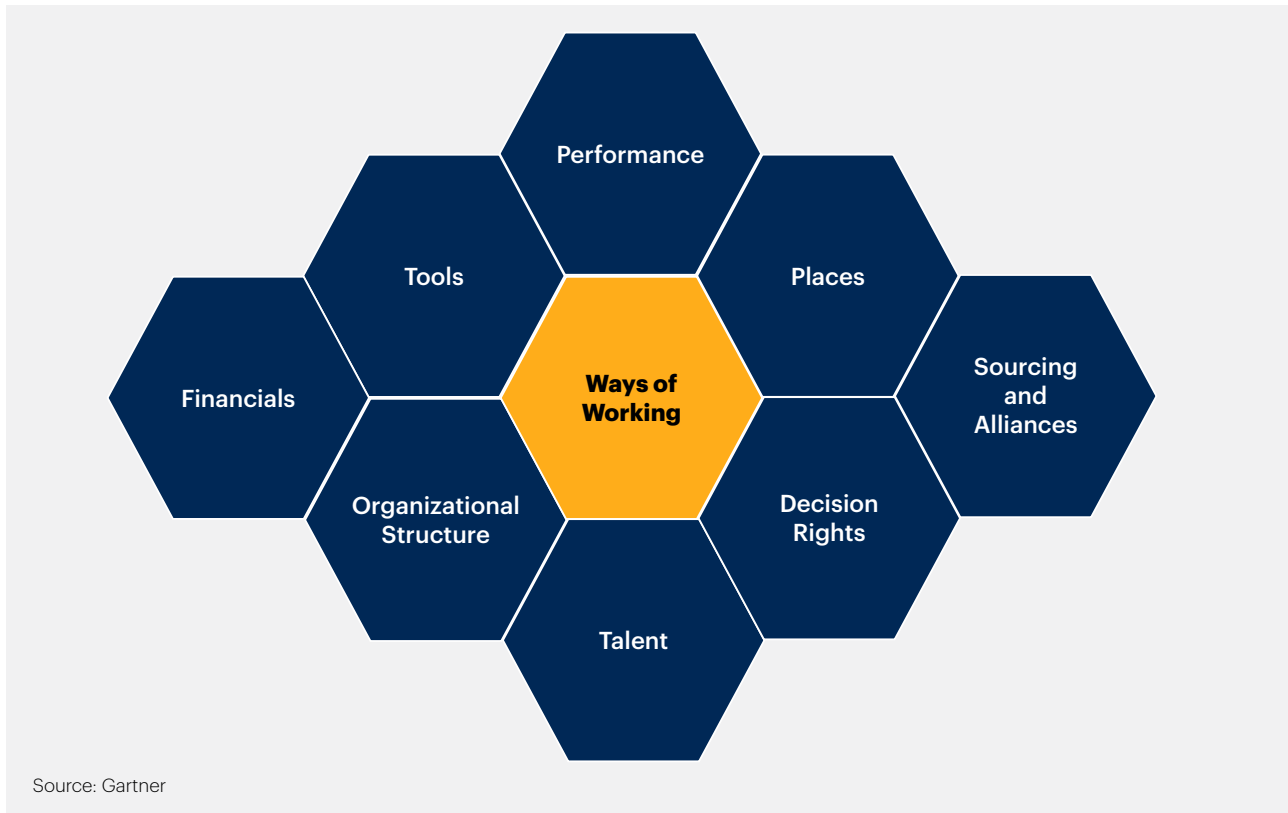 Performance
Tools
Places
Financials
Ways of
Working
Sourcing
and
Alliances
Organizational
Structure
Decision
Rights
Talent
Source: Gartner